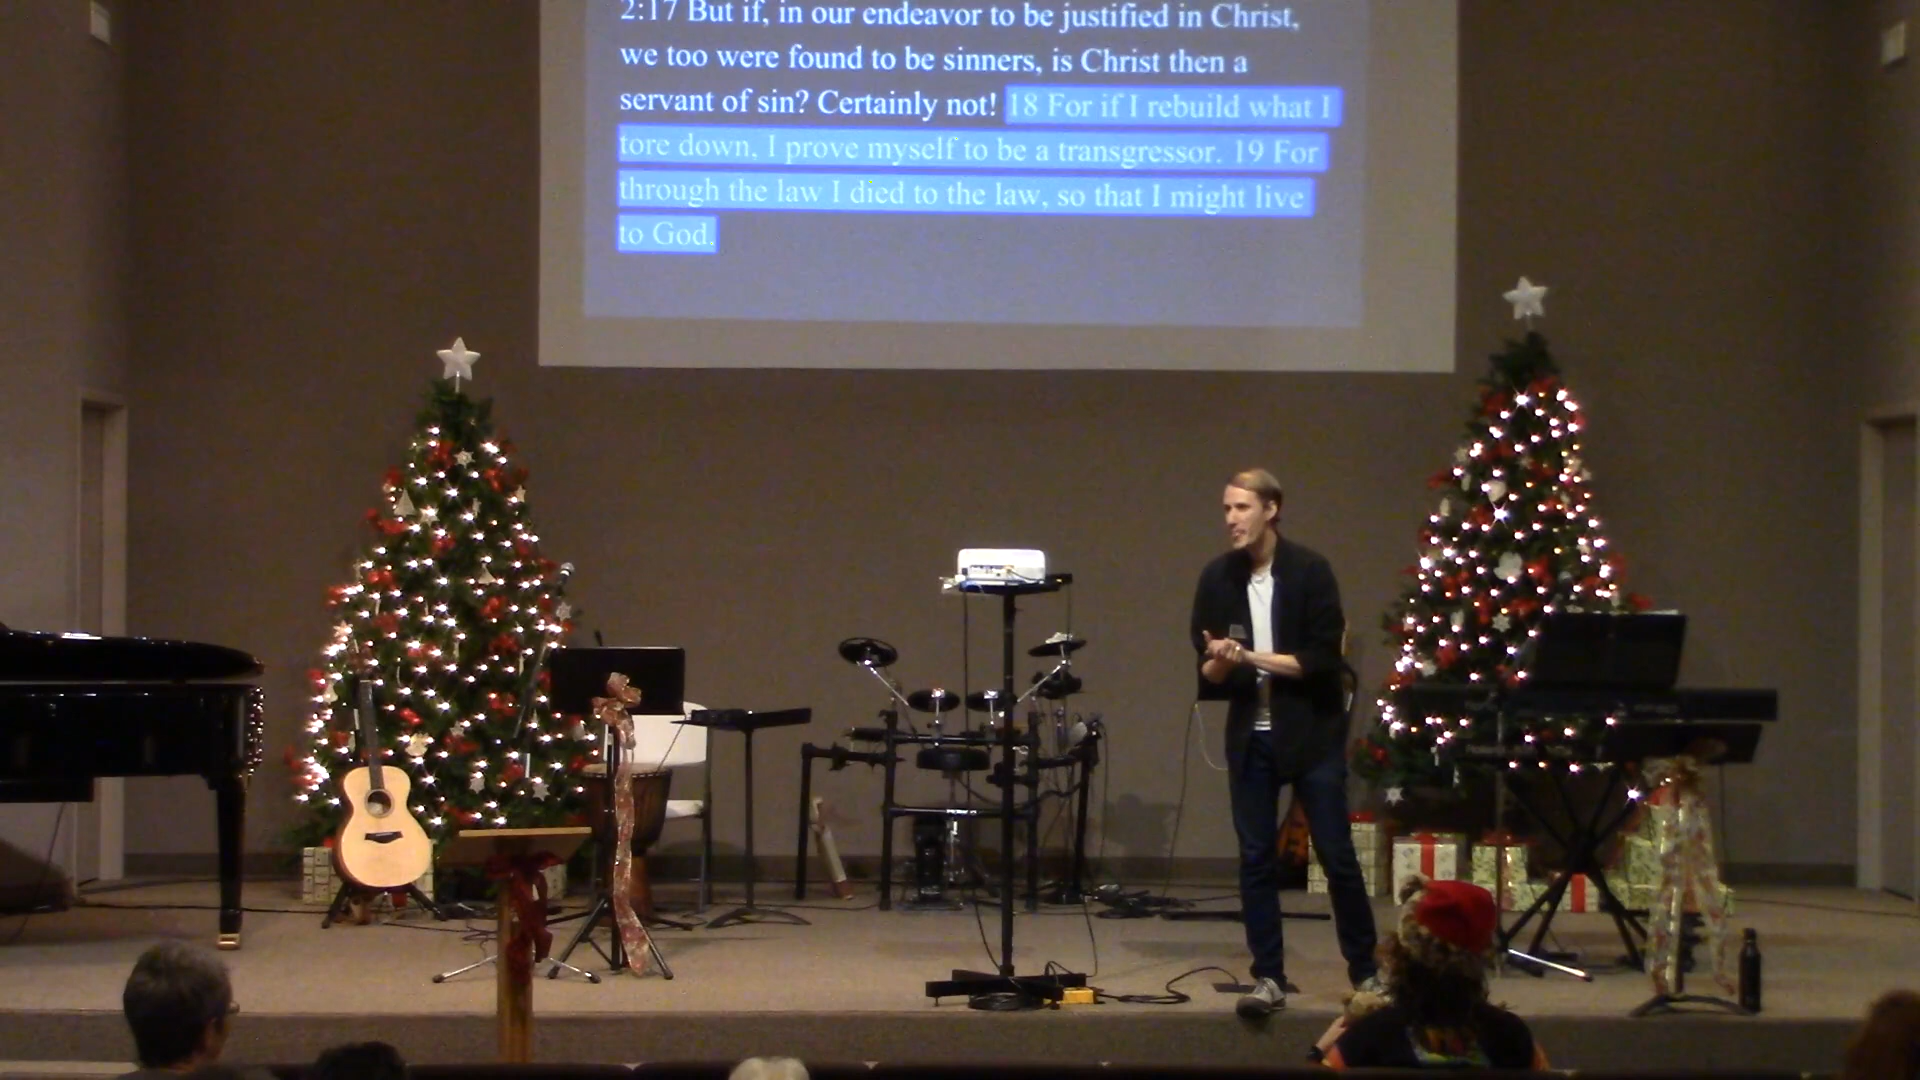 2:17 But if, in our endeavor to be justified in Christ,
we too were found to be sinners, is Christ then a
servant of sin? Certainly not! 18 For if I rebuild what I
tore down, I prove myself to be a transgressor. 19 For
through the law I died to the law, so that I might live
to God.